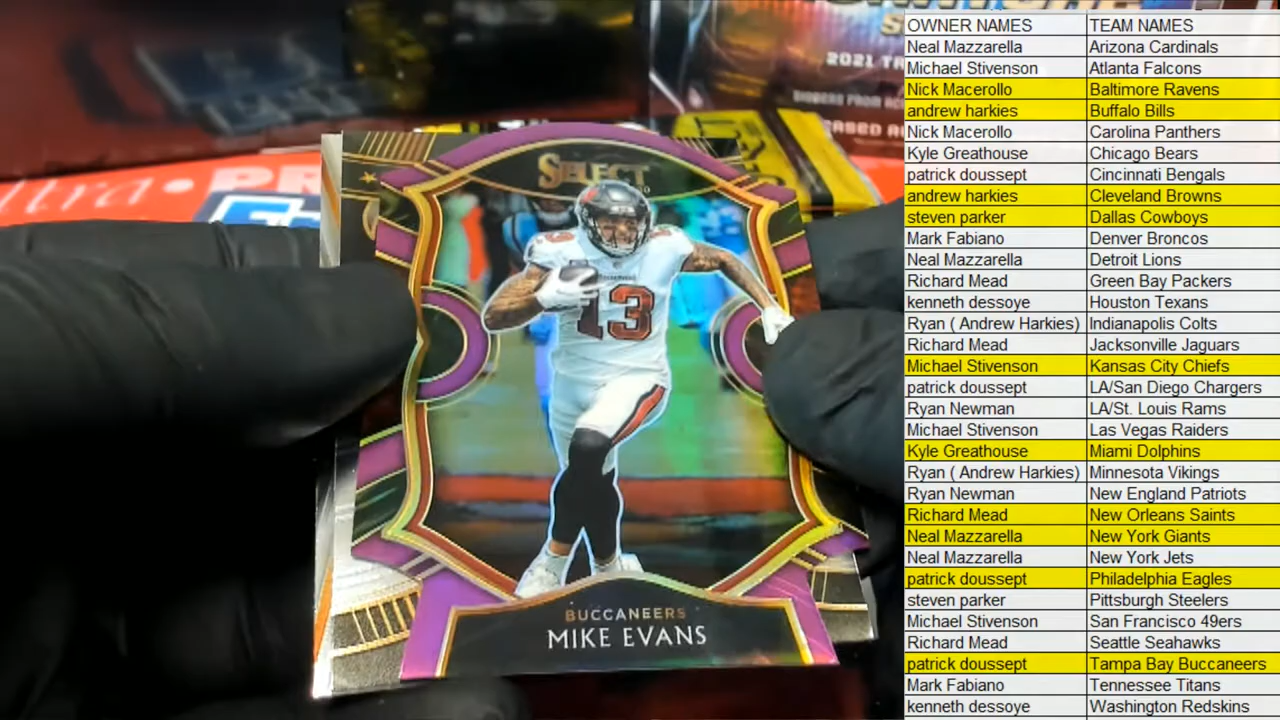 2021 TR
ltra • PR
SELECT
13
BUCCANEERS
MIKE EVANS
OWNER NAMES TEAM NAMES
Neal Mazzarella Arizona Cardinals
Michael Stivenson Atlanta Falcons
Nick Macerollo Baltimore Ravens
andrew harkies Buffalo Bills
Nick Macerollo Carolina Panthers
Kyle Greathouse Chicago Bears
patrick doussept Cincinnati Bengals
andrew harkies Cleveland Browns
steven parker Dallas Cowboys
Mark Fabiano Denver Broncos
Neal Mazzarella Detroit Lions
Richard Mead Green Bay Packers
kenneth dessoye Houston Texans
Ryan ( Andrew Harkies) Indianapolis Colts
Richard Mead Jacksonville Jaguars
Michael Stivenson Kansas City Chiefs
patrick doussept LA/San Diego Chargers
Ryan Newman LA/St. Louis Rams
Michael Stivenson Las Vegas Raiders
Kyle Greathouse Miami Dolphins
Ryan ( Andrew Harkies) Minnesota Vikings
Ryan Newman New England Patriots
Richard Mead New Orleans Saints
Neal Mazzarella New York Giants
Neal Mazzarella New York Jets
patrick doussept Philadelphia Eagles
steven parker Pittsburgh Steelers
Michael Stivenson San Francisco 49ers
Richard Mead Seattle Seahawks
patrick doussept Tampa Bay Buccaneers
Mark Fabiano Tennessee Titans
kenneth dessoye Washington Redskins